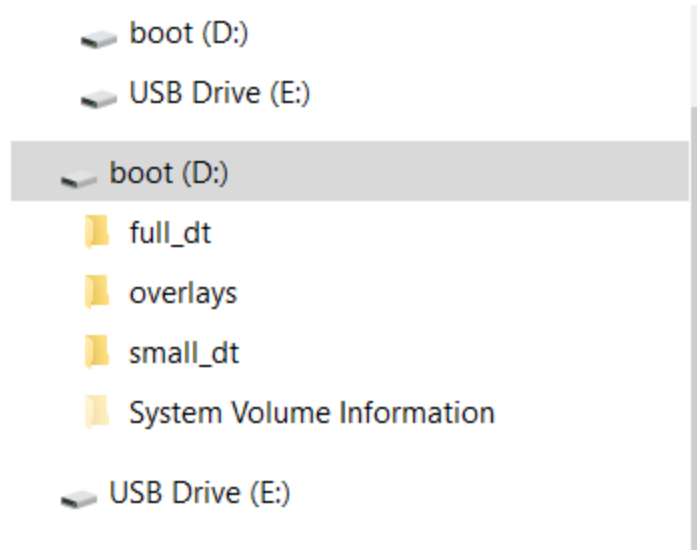 boot (D:)
USB Drive (E:)
boot (D:)
full_dt
overlays
small_dt
System Volume Information
USB Drive (E:)